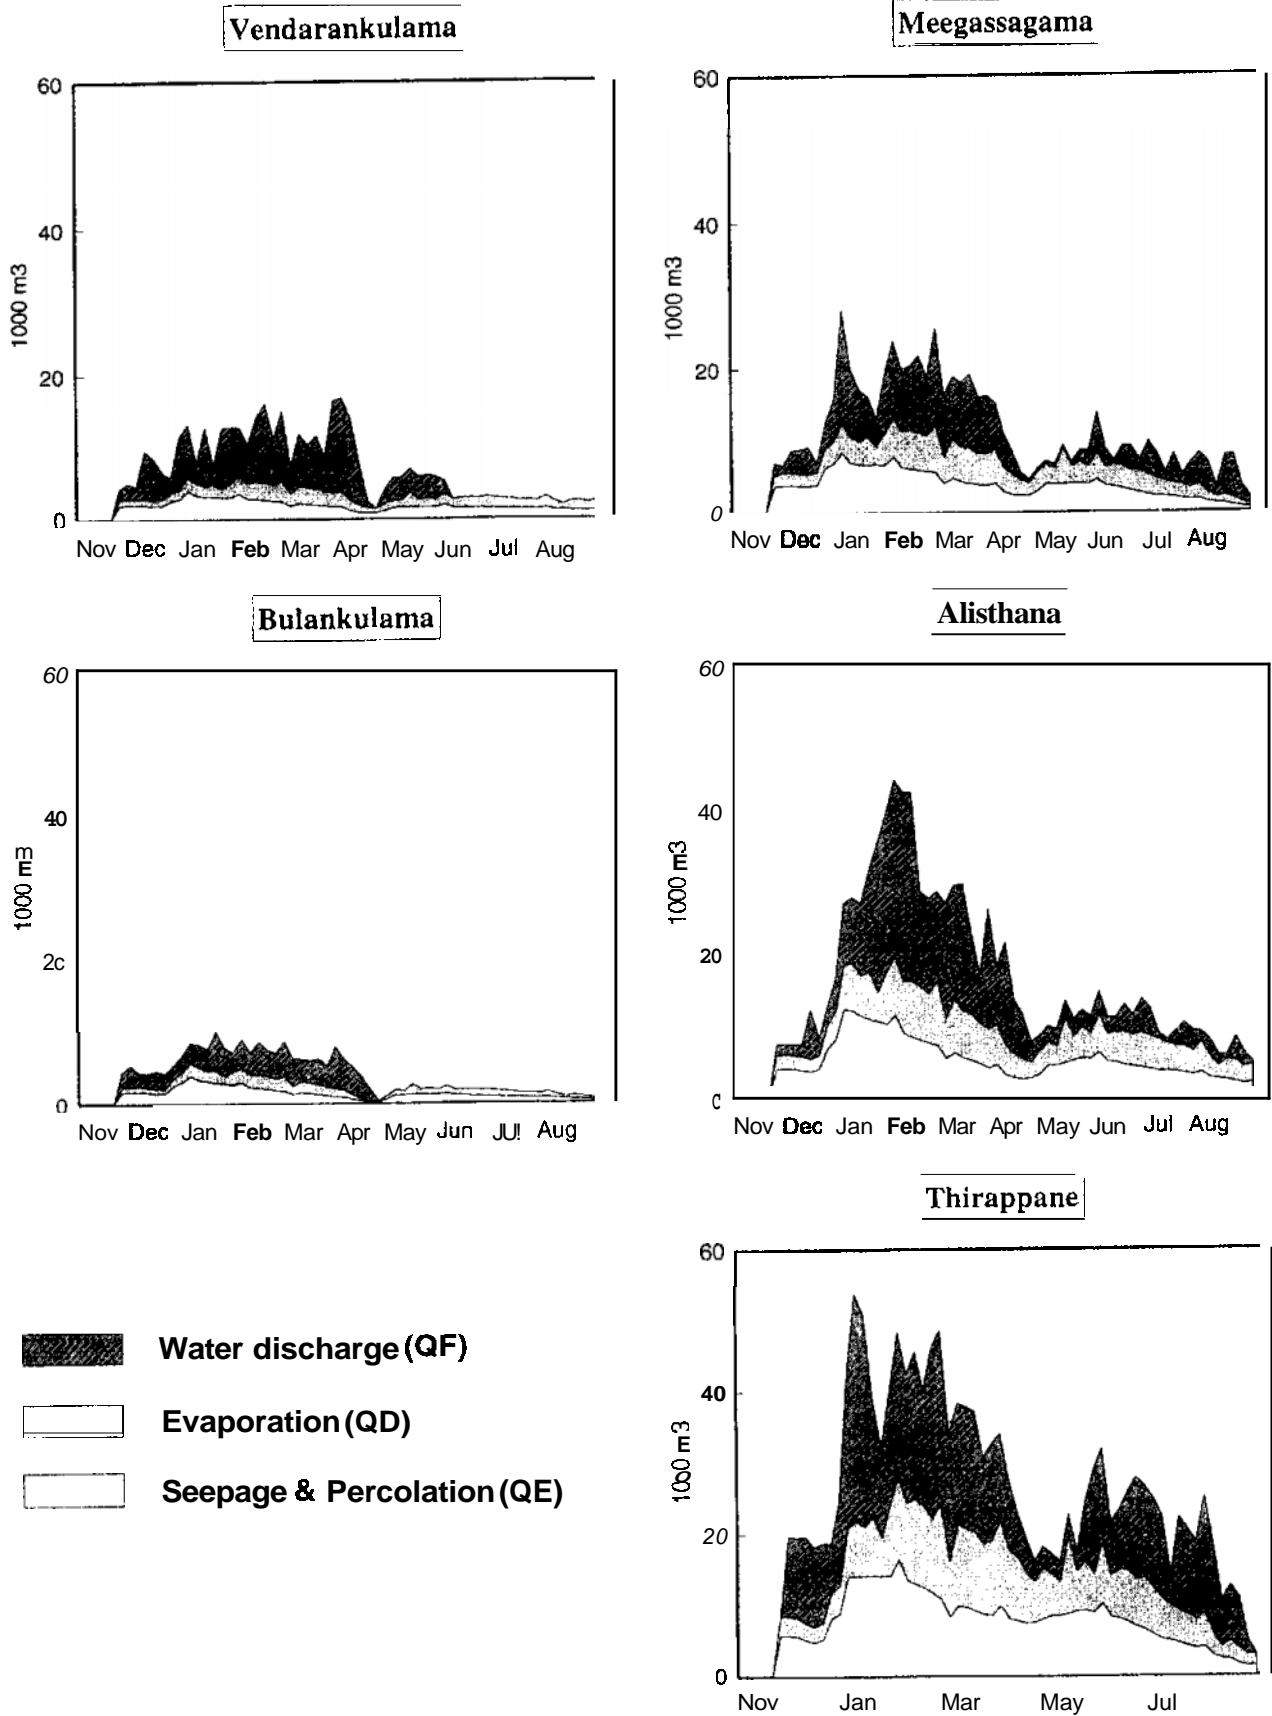 Vendarankulama
60
40
20
0
1000 m3
Nov Dec Jan Feb Mar Apr May Jun Jul Aug
Meegassagama
60
40
20
0
1000 m3
Nov Dec Jan Feb Mar Apr May Jun Jul Aug
Bulankulama
60
40
2c
0
1000 m3
Nov Dec Jan Feb Mar Apr May Jun JU! Aug
Alisthana
60
40
20
c
1000 m3
Nov Dec Jan Feb Mar Apr May Jun Jul Aug
Thirappane
60
40
20
0
1000 m3
Nov Jan Mar May Jul
Water discharge (QF)
Evaporation (QD)
Seepage & Percolation (QE)